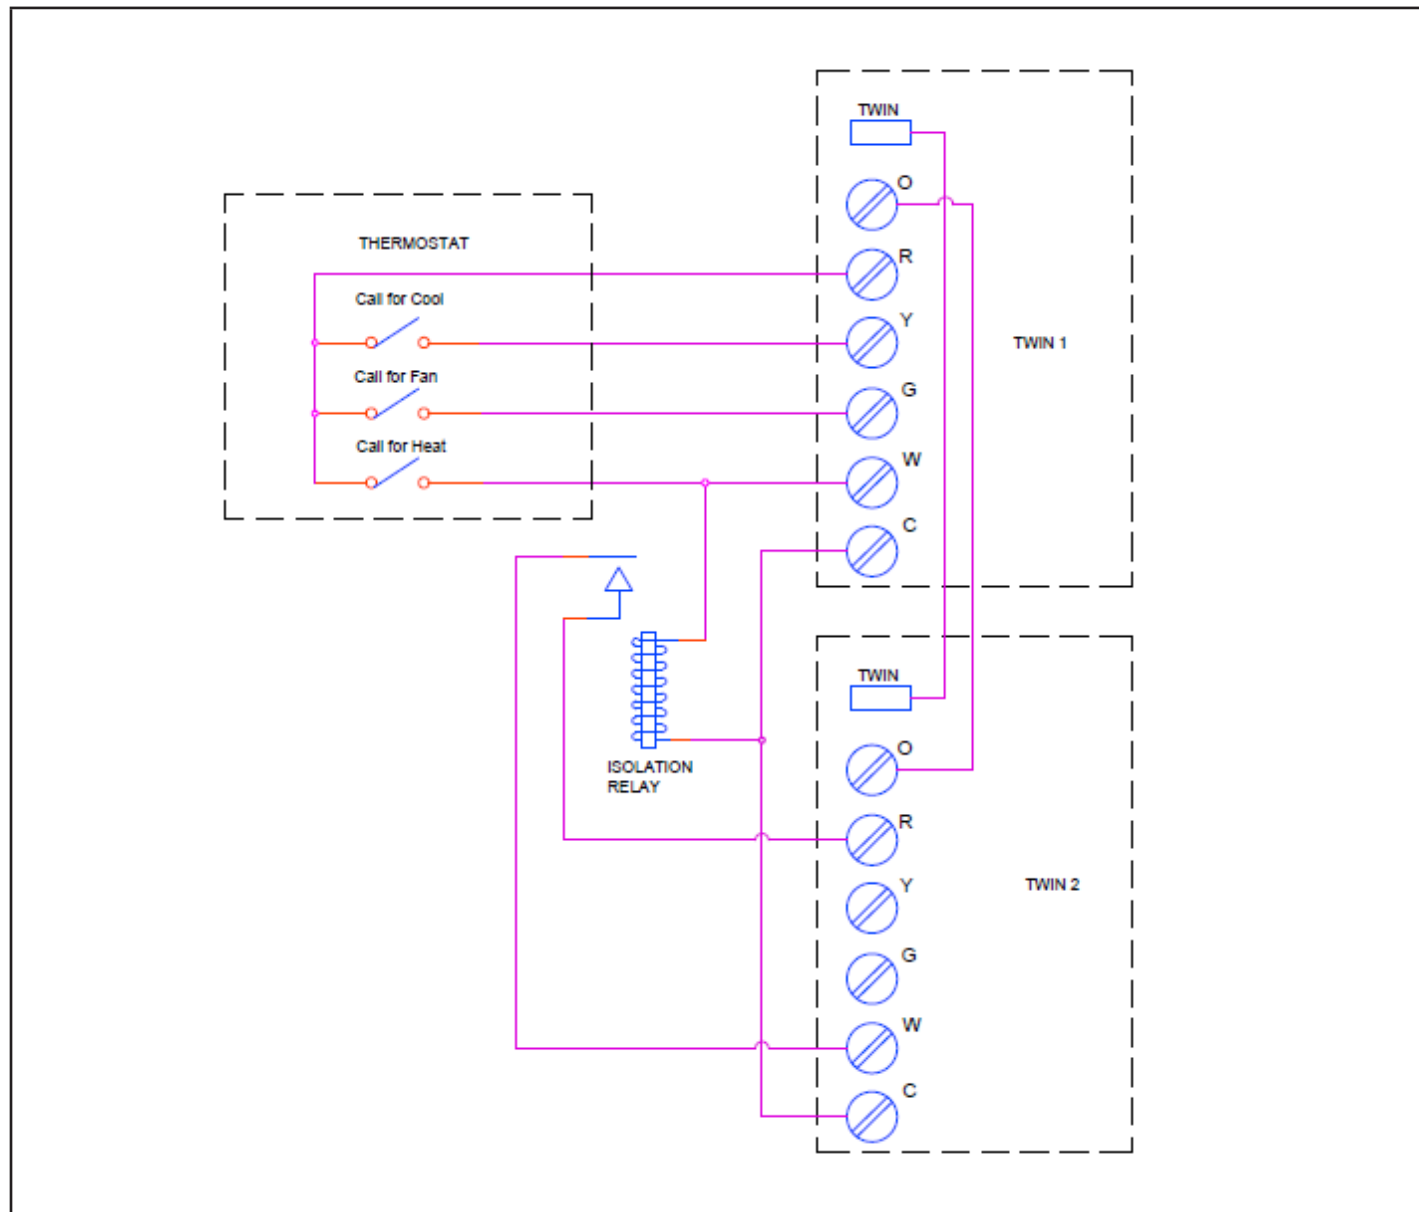 TWIN
O
THERMOSTAT
R
Call for Cool
Y
TWIN 1
Call for Fan
G
Call for Heat
W
C
TWIN
O
ISOLATION
RELAY
R
Y
TWIN 2
G
W
C